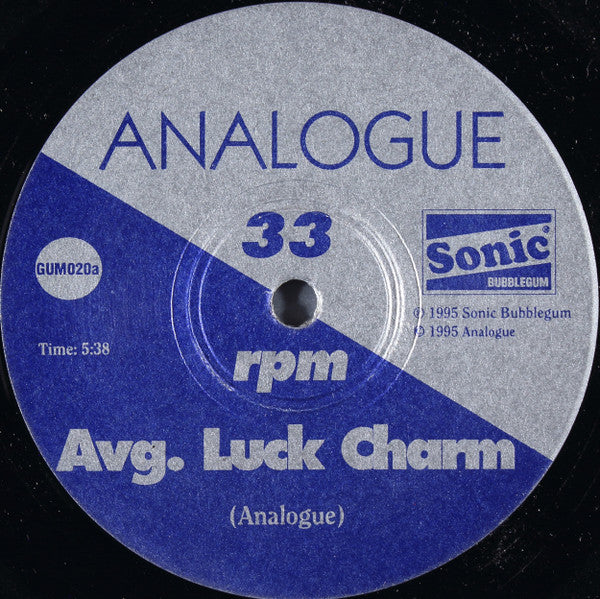 ANALOGUE
33
Sonic
BUBBLEGUM
GUM020a
℗ 1995 Sonic Bubblegum
© 1995 Analogue
Time: 5:38
rpm
Avg. Luck Charm
(Analogue)